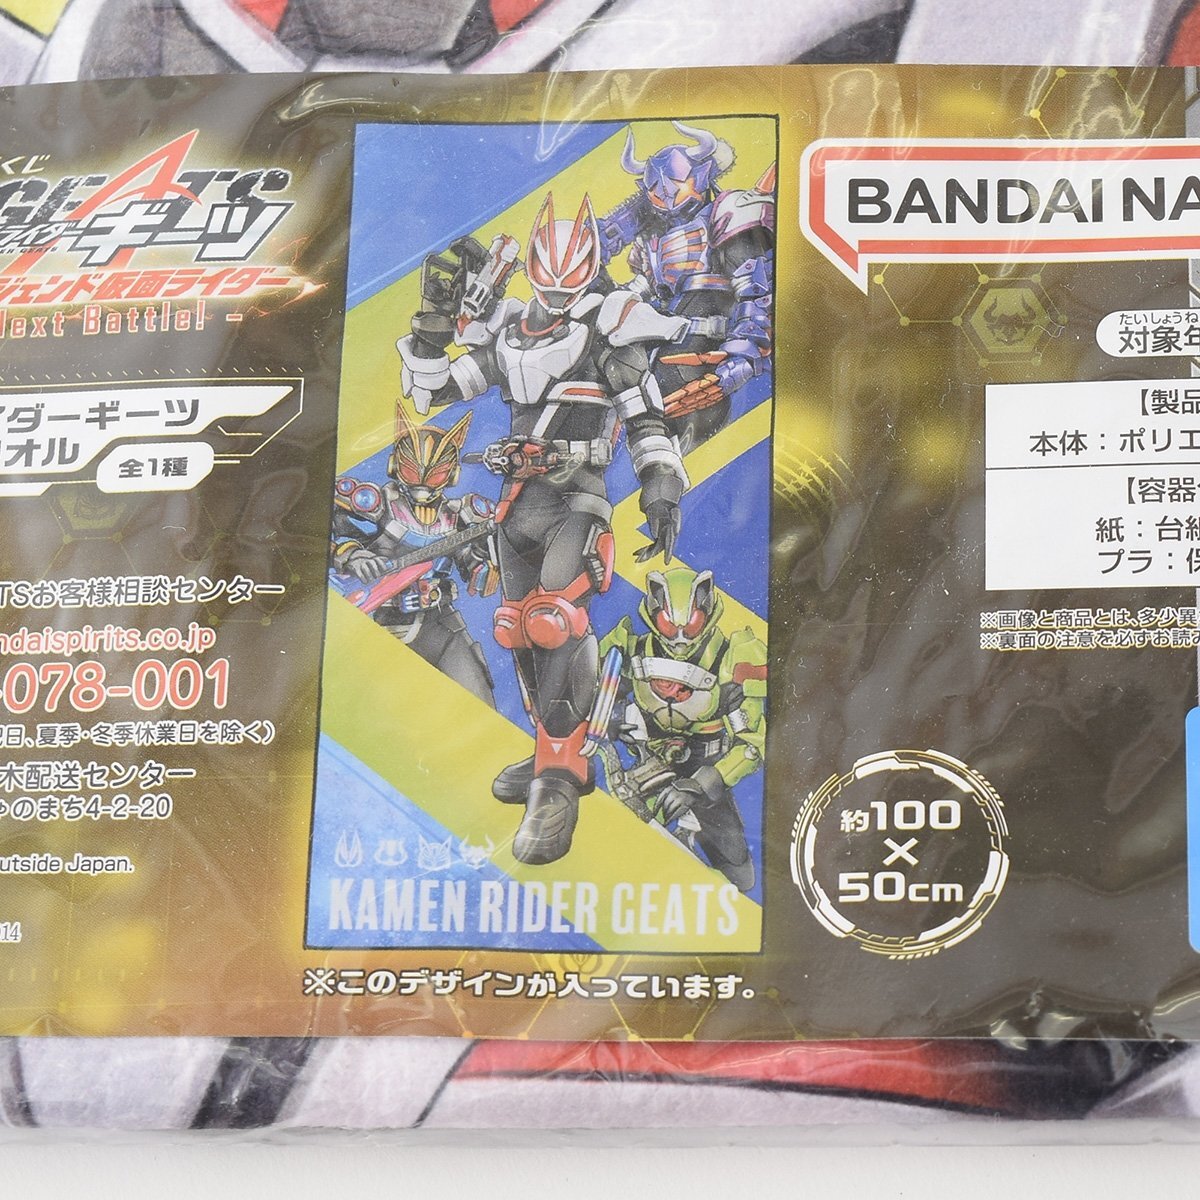 くじ
GEATS
ライダーギーツ
ジェンド仮面ライダー
Next Battle! -
イダーギーツ
オル
全1種
TSお客様相談センター
ndaispirits.co.jp
-078-001
日、夏季・冬季休業日を除く)
木配送センター
のまち4-2-20
utside Japan.
014
KAMEN RIDER GEATS
※このデザインが入っています。
BANDAI NA
たいしょうね
対象年
【製品
本体：ポリエ
【容器
紙：台紙
プラ：保
※画像と商品とは、多少異
※裏面の注意を必ずお読
約100
×
50cm